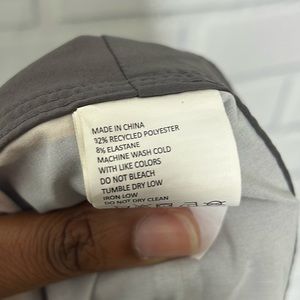 MADE IN CHINA
92% RECYCLED POLYESTER
8% ELASTANE
MACHINE WASH COLD
WITH LIKE COLORS
DO NOT BLEACH
TUMBLE DRY LOW
IRON LOW
DO NOT DRY CLEAN